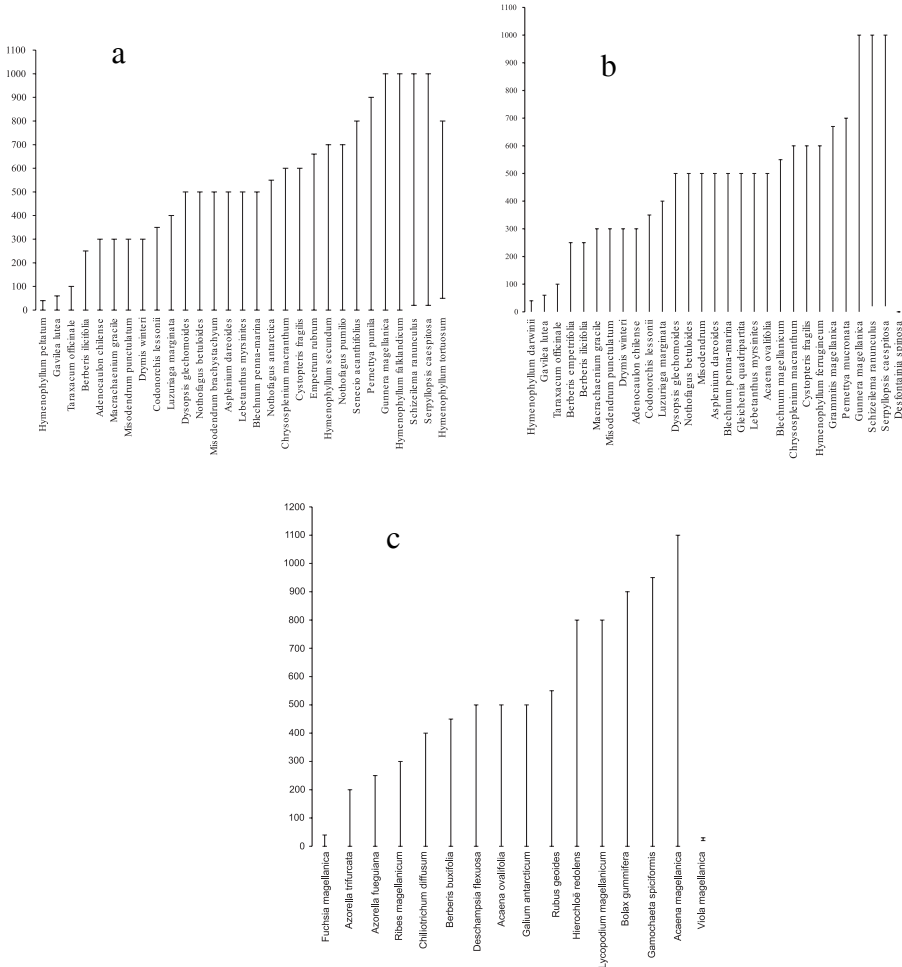 a
1100
1000
900
800
700
600
500
400
300
200
100
0
Hymenophyllum peltatum
Gavilea lutea
Taraxacum officinale
Berberis ilicifolia
Adenocaulon chilense
Macrachaenium gracile
Misodendrum punctulatum
Drymis winteri
Codonorchis lessonii
Luzuriaga marginata
Dysopsis glechomoides
Nothofagus betuloides
Misodendrum brachystachyum
Asplenium dareoides
Lebetanthus myrsinites
Blechnum penna-marina
Nothofagus antarctica
Chrysosplenium macranthum
Cystopteris fragilis
Empetrum rubrum
Hymenophyllum secundum
Nothofagus pumilio
Senecio acanthifolius
Pernettya pumila
Gunnera magellanica
Hymenophyllum falklandicum
Schizeilema ranunculus
Serpyllopsis caespitosa
Hymenophyllum tortuosum
b
1100
1000
900
800
700
600
500
400
300
200
100
0
Hymenophyllum darwinii
Gavilea lutea
Taraxacum officinale
Berberis empetrifolia
Berberis ilicifolia
Macrachaenium gracile
Misodendrum punctulatum
Drymis winteri
Adenocaulon chilense
Codonorchis lessonii
Luzuriaga marginata
Dysopsis glechomoides
Nothofagus betuloides
Misodendrum
Asplenium dareoides
Blechnum penna-marina
Gleichenia quadripartita
Lebetanthus myrsinites
Acaena ovalifolia
Blechnum magellanicum
Chrysosplenium macranthum
Cystopteris fragilis
Hymenophyllum ferrugineum
Grammitis magellanica
Pernettya mucronata
Gunnera magellanica
Schizeilema ranunculus
Serpyllopsis caespitosa
Desfontainia spinosa
c
1200
1100
1000
900
800
700
600
500
400
300
200
100
0
Fuchsia magellanica
Azorella trifurcata
Azorella fueguiana
Ribes magellanicum
Chiliotrichum diffusum
Berberis buxifolia
Deschampsia flexuosa
Acaena ovalifolia
Galium antarcticum
Rubus geoides
Hierochloë redolens
Lycopodium magellanicum
Bolax gummifera
Gamochaeta spiciformis
Acaena magellanica
Viola magellanica